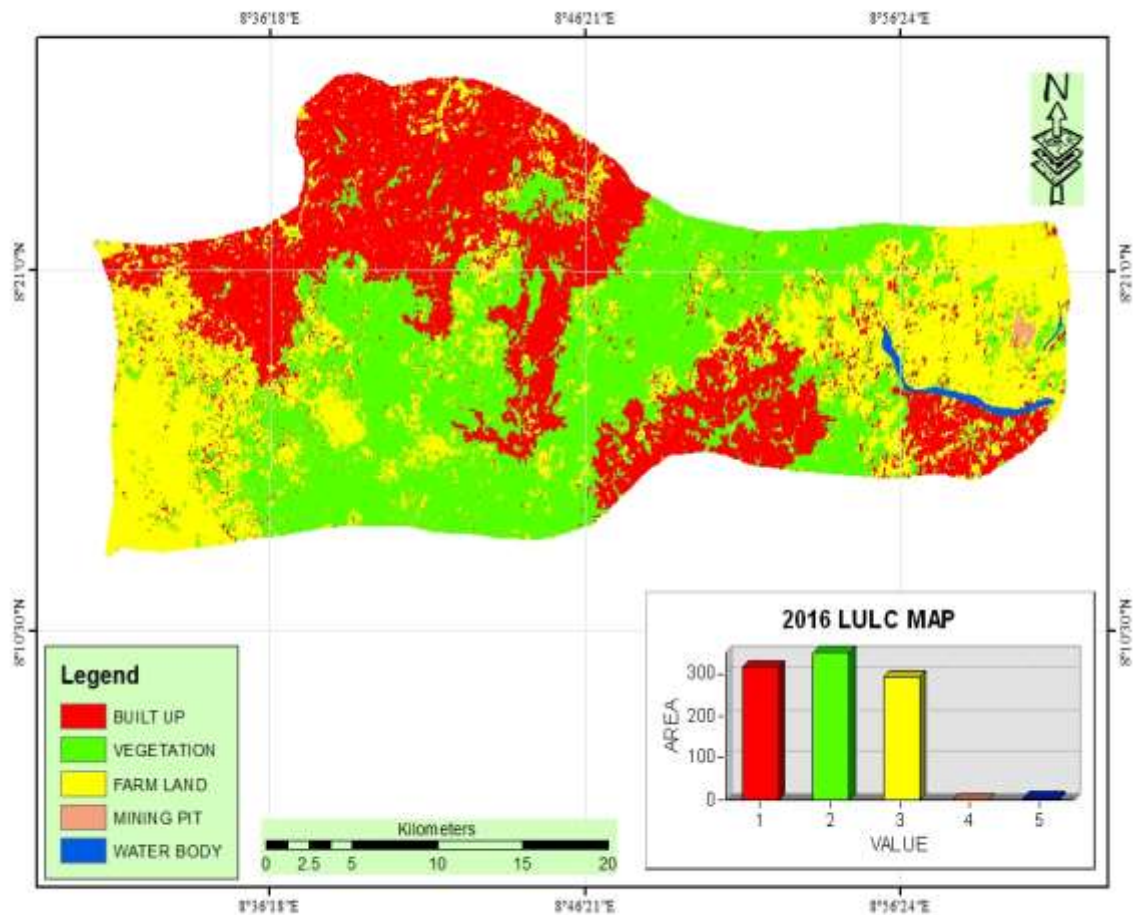 8°36'18"E 8°46'21"E 8°56'24"E
N
8°21'0"N 8°21'0"N
8°10'30"N 8°10'30"N
2016 LULC MAP
300
200
100
0
AREA
1 2 3 4 5
VALUE
Legend
BUILT UP
VEGETATION
FARM LAND
MINING PIT
WATER BODY
Kilometers
0 2.5 5 10 15 20
8°36'18"E 8°46'21"E 8°56'24"E